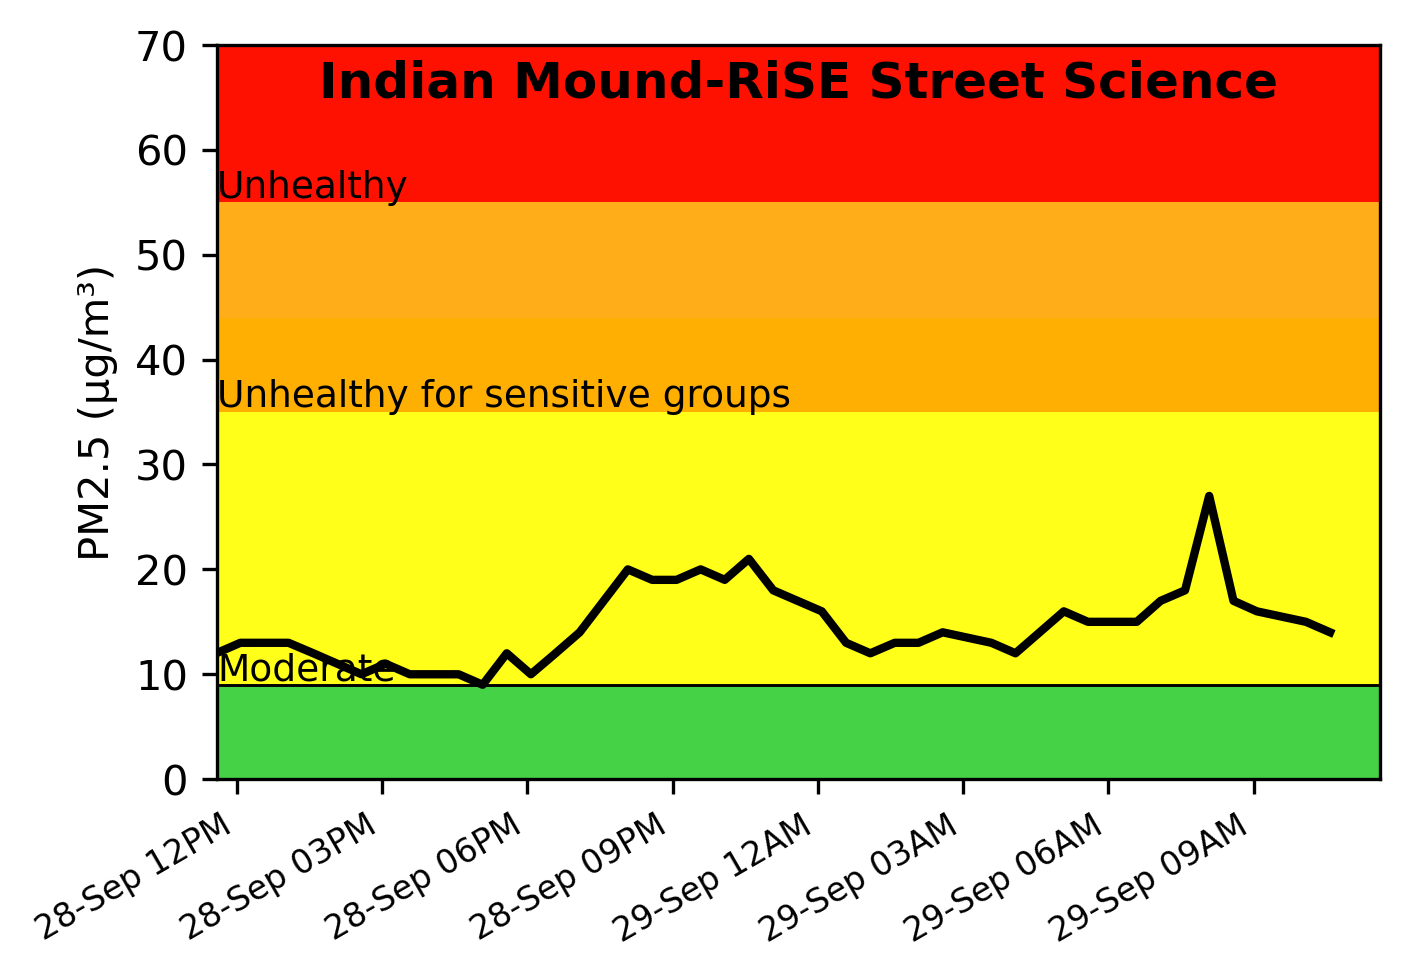 Indian Mound-RiSE Street Science
70
60
50
40
30
20
10
0
PM2.5 (µg/m³)
Unhealthy
Unhealthy for sensitive groups
Moderate
28-Sep 12PM
28-Sep 03PM
28-Sep 06PM
28-Sep 09PM
29-Sep 12AM
29-Sep 03AM
29-Sep 06AM
29-Sep 09AM